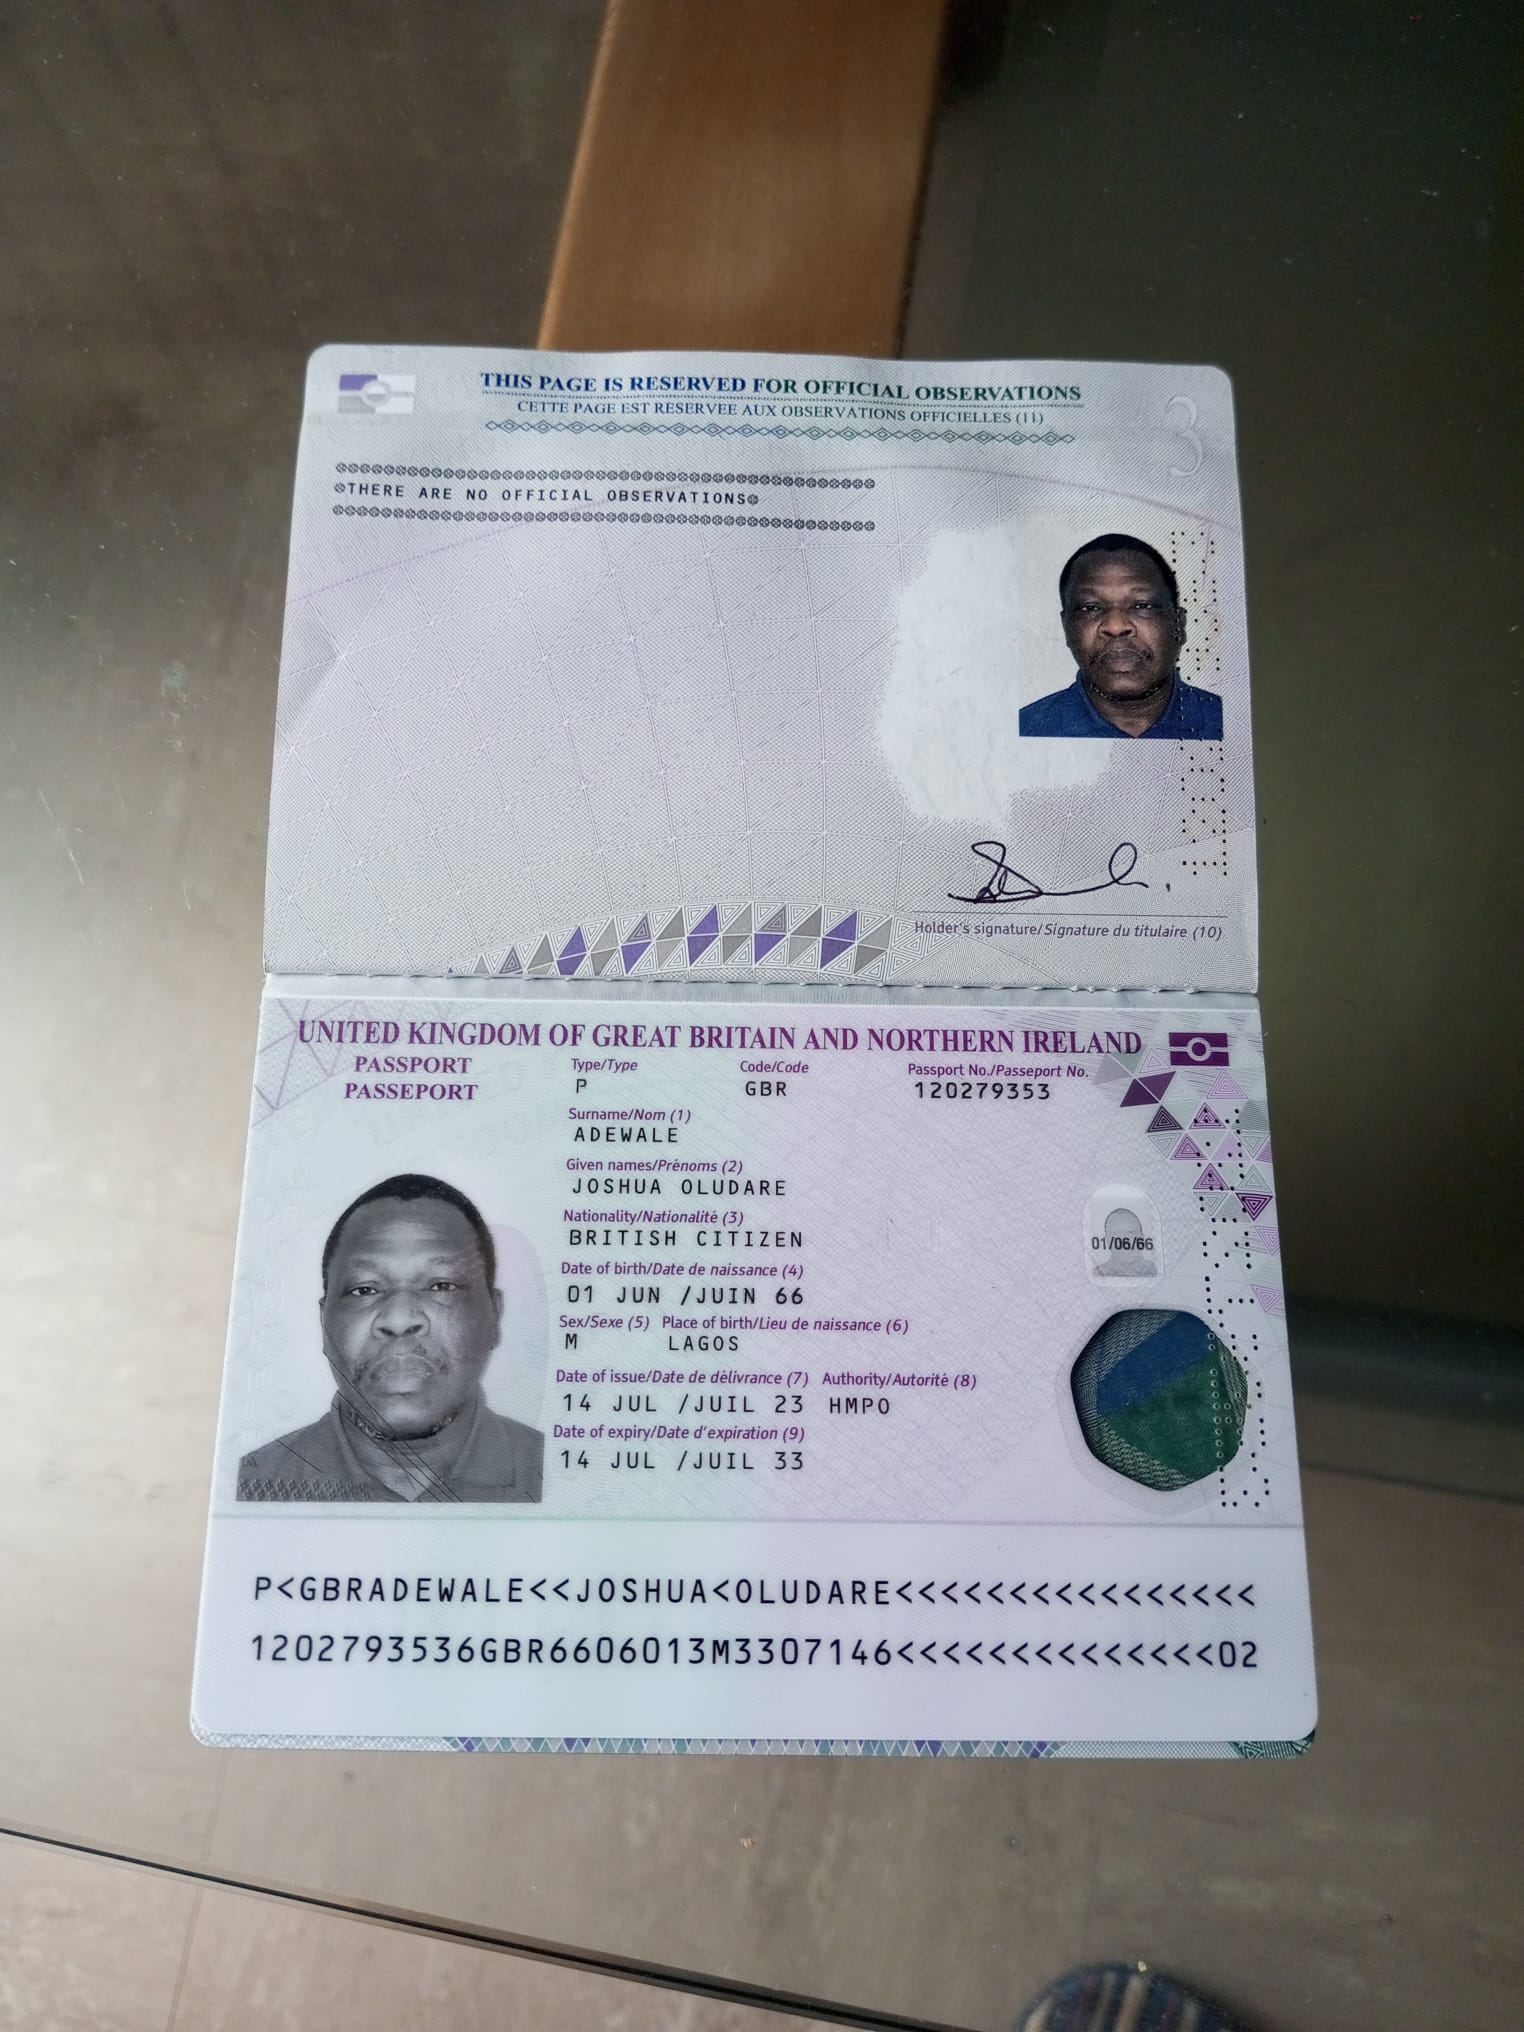 THIS PAGE IS RESERVED FOR OFFICIAL OBSERVATIONS
CETTE PAGE EST RESERVEE AUX OBSERVATIONS OFFICIELLES (11)
3
THERE ARE NO OFFICIAL OBSERVATIONS
Holder's signature/Signature du titulaire (10)
UNITED KINGDOM OF GREAT BRITAIN AND NORTHERN IRELAND
PASSPORT
PASSEPORT
Type/Type Code/Code Passport No./Passeport No.
P GBR 120279353
Surname/Nom (1)
ADEWALE
Given names/Prénoms (2)
JOSHUA OLUDARE
Nationality/Nationalité (3)
BRITISH CITIZEN
Date of birth/Date de naissance (4)
01 JUN /JUIN 66
01/06/66
Sex/Sexe (5) Place of birth/Lieu de naissance (6)
M LAGOS
Date of issue/Date de délivrance (7) Authority/Autorité (8)
14 JUL /JUIL 23 HMPO
Date of expiry/Date d'expiration (9)
14 JUL /JUIL 33
P<GBRADEWALE<<JOSHUA<OLUDARE<<<<<<<<<<<<<<<<
1202793536GBR6606013M3307146<<<<<<<<<<<<<<02